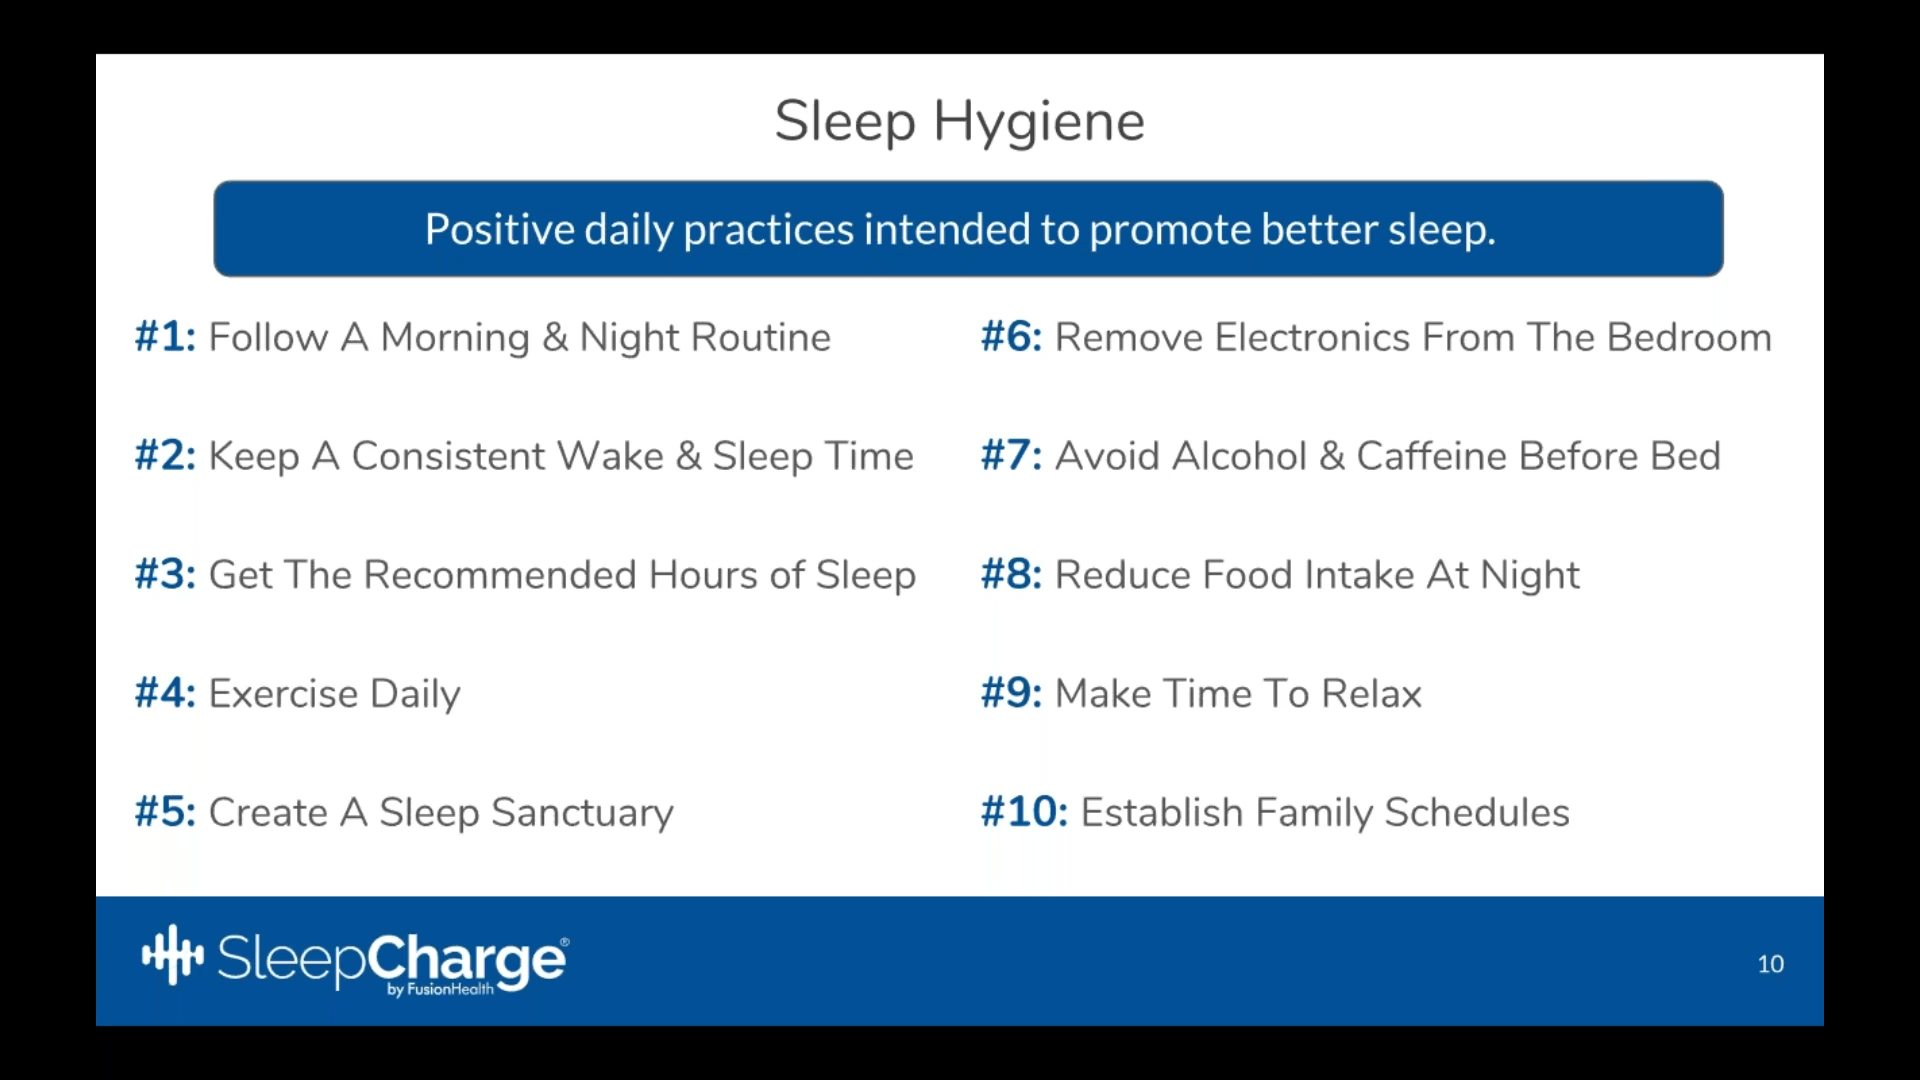 Sleep Hygiene
Positive daily practices intended to promote better sleep.
#1: Follow A Morning & Night Routine
#2: Keep A Consistent Wake & Sleep Time
#3: Get The Recommended Hours of Sleep
#4: Exercise Daily
#5: Create A Sleep Sanctuary
#6: Remove Electronics From The Bedroom
#7: Avoid Alcohol & Caffeine Before Bed
#8: Reduce Food Intake At Night
#9: Make Time To Relax
#10: Establish Family Schedules
SleepCharge®
by FusionHealth
10